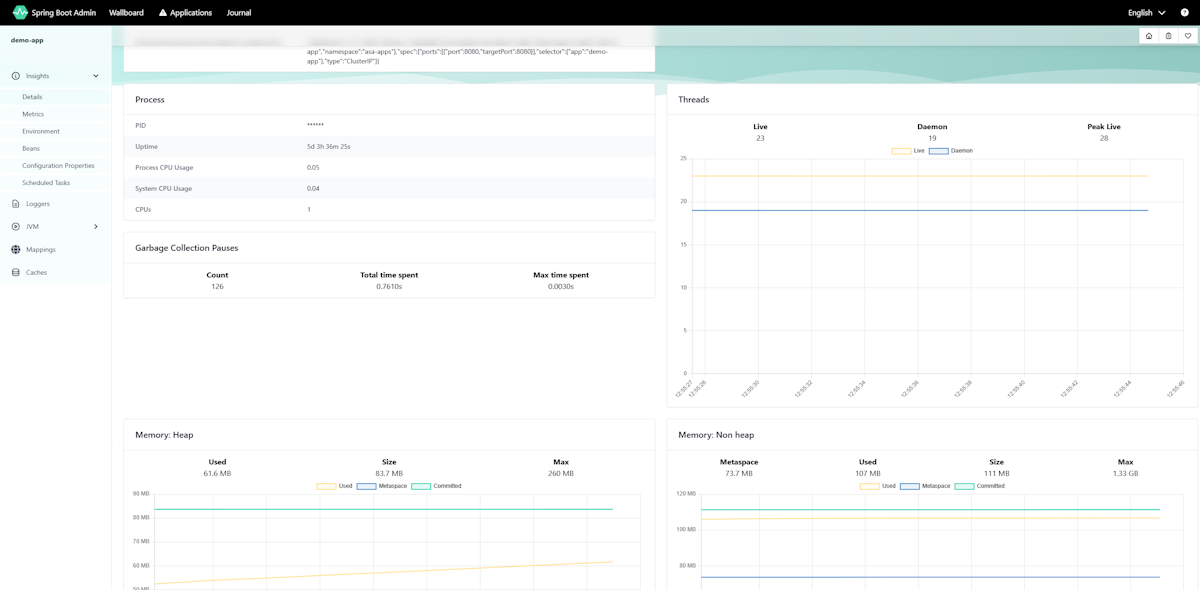 Spring Boot Admin
Wallboard
Applications
Journal
English
demo-app
Insights
Details
Metrics
Environment
Beans
Configuration Properties
Scheduled Tasks
Loggers
JVM
Mappings
Caches
app","namespace":"asa-apps"},"spec":{"ports":[{"port":8080,"targetPort":8080}],"selector":{"app":"demo-
app"},"type":"ClusterIP"}}
Process
PID ******
Uptime 5d 3h 36m 25s
Process CPU Usage 0.05
System CPU Usage 0.04
CPUs 1
Garbage Collection Pauses
Count Total time spent Max time spent
126 0.7610s 0.0030s
Threads
Live Daemon Peak Live
23 19 28
Live Daemon
25
20
15
10
5
0
12:55:27 12:55:28 12:55:30 12:55:32 12:55:34 12:55:36 12:55:38 12:55:40 12:55:42 12:55:44 12:55:46
Memory: Heap
Used Size Max
61.6 MB 83.7 MB 260 MB
Used Metaspace Committed
90 MB
80 MB
70 MB
60 MB
50 MB
Memory: Non heap
Metaspace Used Size Max
73.7 MB 107 MB 111 MB 1.33 GB
Used Metaspace Committed
120 MB
100 MB
80 MB